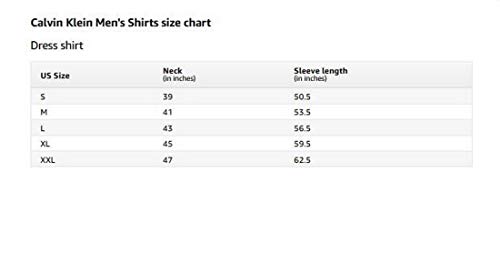 Calvin Klein Men's Shirts size chart
Dress shirt
US Size Neck (in inches) Sleeve length (in inches)
S 39 50.5
M 41 53.5
L 43 56.5
XL 45 59.5
XXL 47 62.5